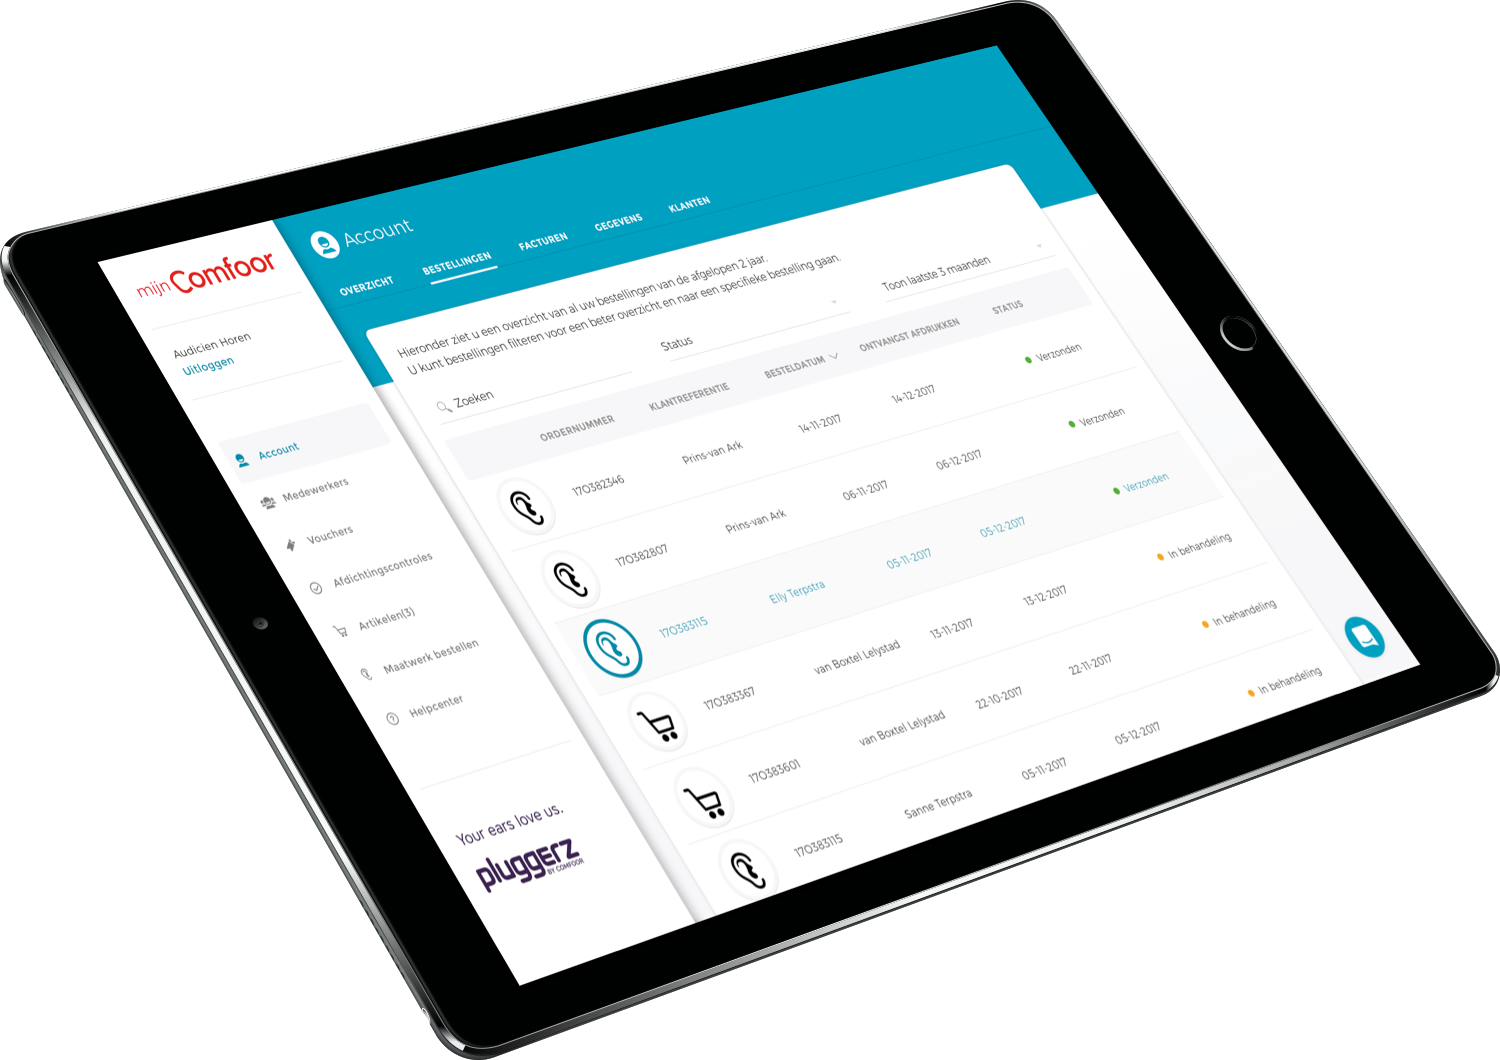 mijn Comfoor
Audicien Horen
Uitloggen
Account
Medewerkers
Vouchers
Afdichtingscontroles
Artikelen(3)
Maatwerk bestellen
Helpcenter
Your ears love us.
pluggerz
BY COMFOOR
Account
OVERZICHT BESTELLINGEN FACTUREN GEGEVENS KLANTEN
Hieronder ziet u een overzicht van al uw bestellingen van de afgelopen 2 jaar.
U kunt bestellingen filteren voor een beter overzicht en naar een specifieke bestelling gaan.
Zoeken Status Toon laatste 3 maanden
ORDERNUMMER KLANTREFERENTIE BESTELDATUM ONTVANGST AFDRUKKEN STATUS
170382346 Prins-van Ark 14-11-2017 14-12-2017 Verzonden
170382807 Prins-van Ark 06-11-2017 06-12-2017 Verzonden
170383115 Elly Terpstra 05-11-2017 05-12-2017 Verzonden
170383367 van Boxtel Lelystad 13-11-2017 13-12-2017 In behandeling
170383601 van Boxtel Lelystad 22-10-2017 22-11-2017 In behandeling
170383115 Sanne Terpstra 05-11-2017 05-12-2017 In behandeling